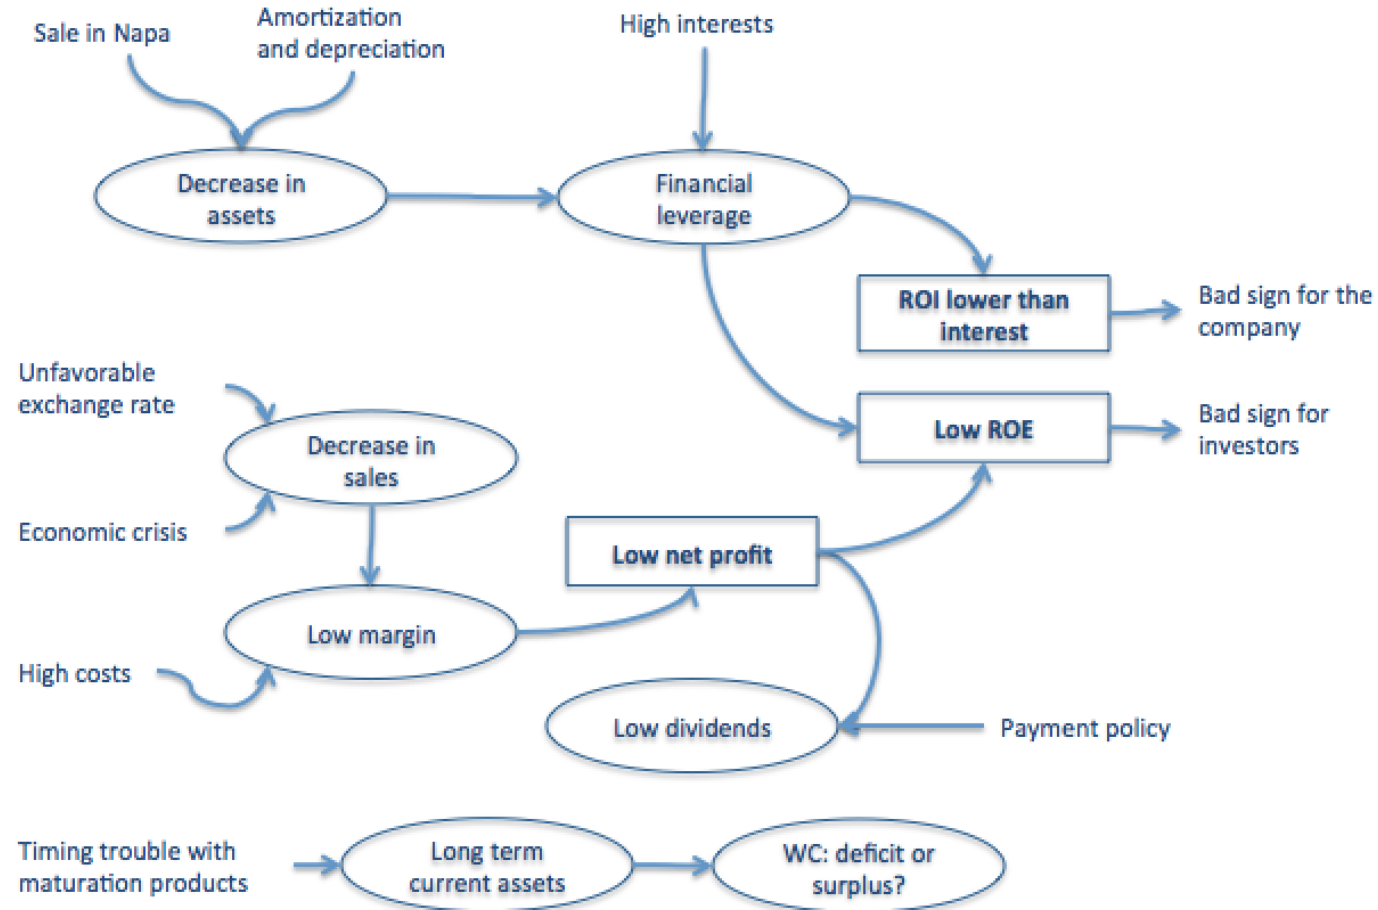 Sale in Napa
Amortization
and depreciation
High interests
Decrease in
assets
Financial
leverage
ROI lower than
interest
Bad sign for the
company
Unfavorable
exchange rate
Decrease in
sales
Low ROE
Bad sign for
investors
Economic crisis
Low net profit
Low margin
High costs
Low dividends
Payment policy
Timing trouble with
maturation products
Long term
current assets
WC: deficit or
surplus?